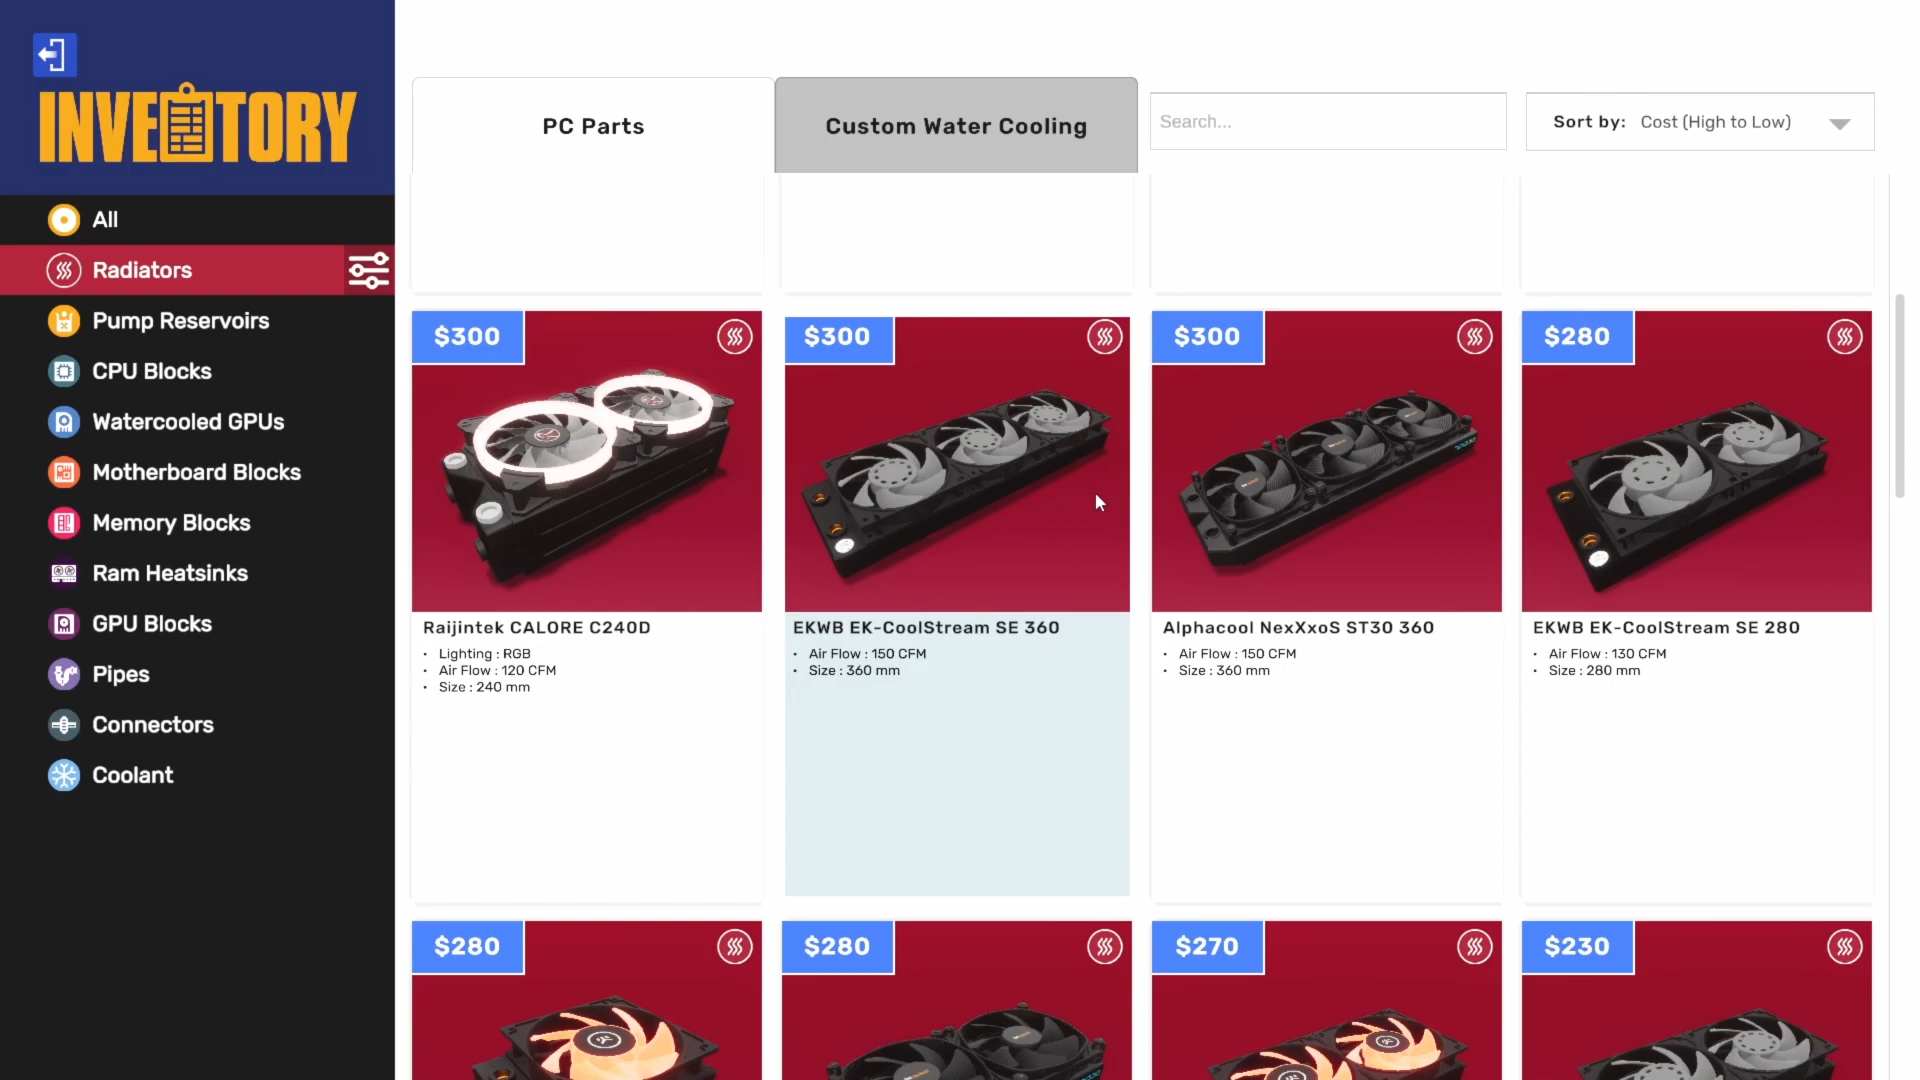 INVENTORY
All
Radiators
Pump Reservoirs
CPU Blocks
Watercooled GPUs
Motherboard Blocks
Memory Blocks
Ram Heatsinks
GPU Blocks
Pipes
Connectors
Coolant
PC Parts
Custom Water Cooling
Search...
Sort by: Cost (High to Low)
$300
Raijintek CALORE C240D
• Lighting : RGB
• Air Flow : 120 CFM
• Size : 240 mm
$300
EKWB EK-CoolStream SE 360
• Air Flow : 150 CFM
• Size : 360 mm
$300
Alphacool NexXxoS ST30 360
• Air Flow : 150 CFM
• Size : 360 mm
$280
EKWB EK-CoolStream SE 280
• Air Flow : 130 CFM
• Size : 280 mm
$280
$280
$270
$230